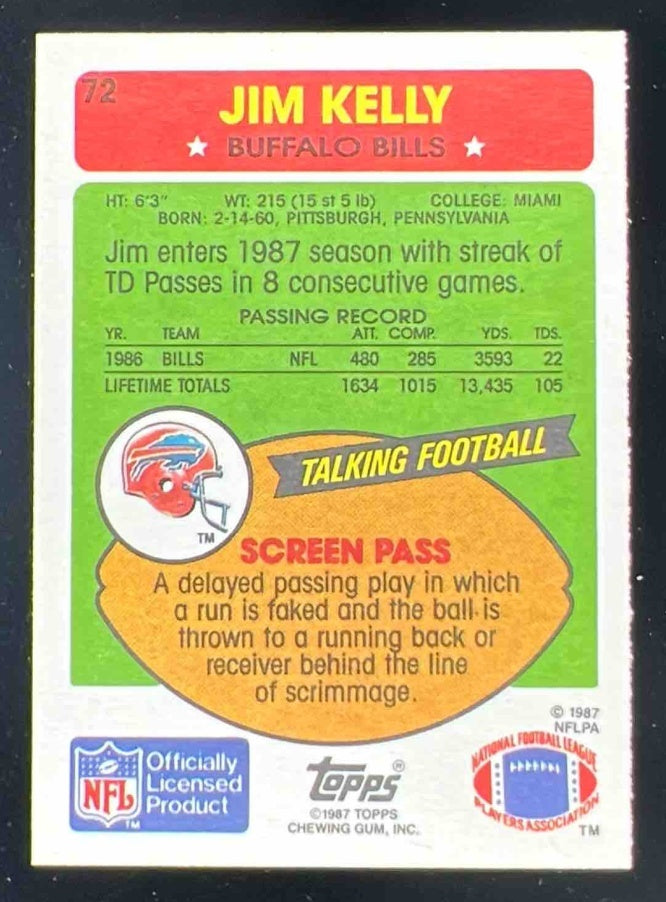 72
JIM KELLY
★ BUFFALO BILLS ★
HT: 6'3" WT: 215 (15 st 5 lb) COLLEGE: MIAMI
BORN: 2-14-60, PITTSBURGH, PENNSYLVANIA
Jim enters 1987 season with streak of
TD Passes in 8 consecutive games.
PASSING RECORD
YR. TEAM ATT. COMP. YDS. TDS.
1986 BILLS NFL 480 285 3593 22
LIFETIME TOTALS 1634 1015 13,435 105
TALKING FOOTBALL
TM
SCREEN PASS
A delayed passing play in which
a run is faked and the ball is
thrown to a running back or
receiver behind the line
of scrimmage.
© 1987
NFLPA
NFL
TM
Officially
Licensed
Product
TOPPS®
©1987 TOPPS
CHEWING GUM, INC.
NATIONAL FOOTBALL LEAGUE
PLAYERS ASSOCIATION
TM